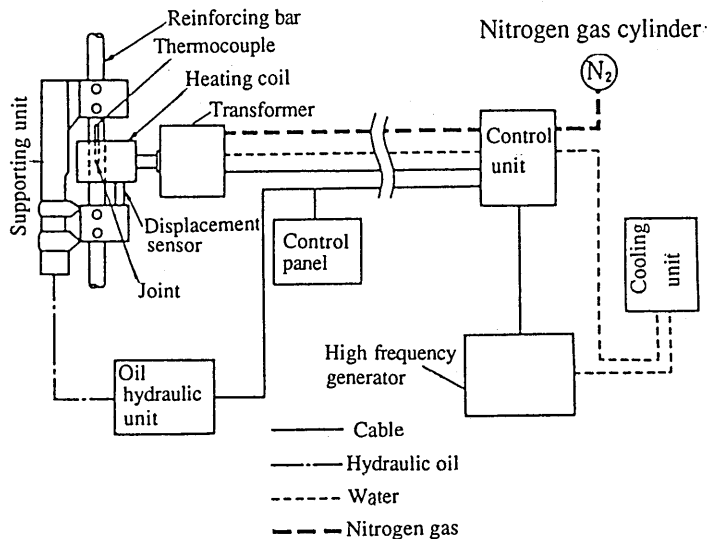 Reinforcing bar
Thermocouple
Heating coil
Transformer
Nitrogen gas cylinder
N2
Supporting unit
Control
unit
Displacement
sensor
Joint
Control
panel
Cooling
unit
High frequency
generator
Oil
hydraulic
unit
Cable
Hydraulic oil
Water
Nitrogen gas